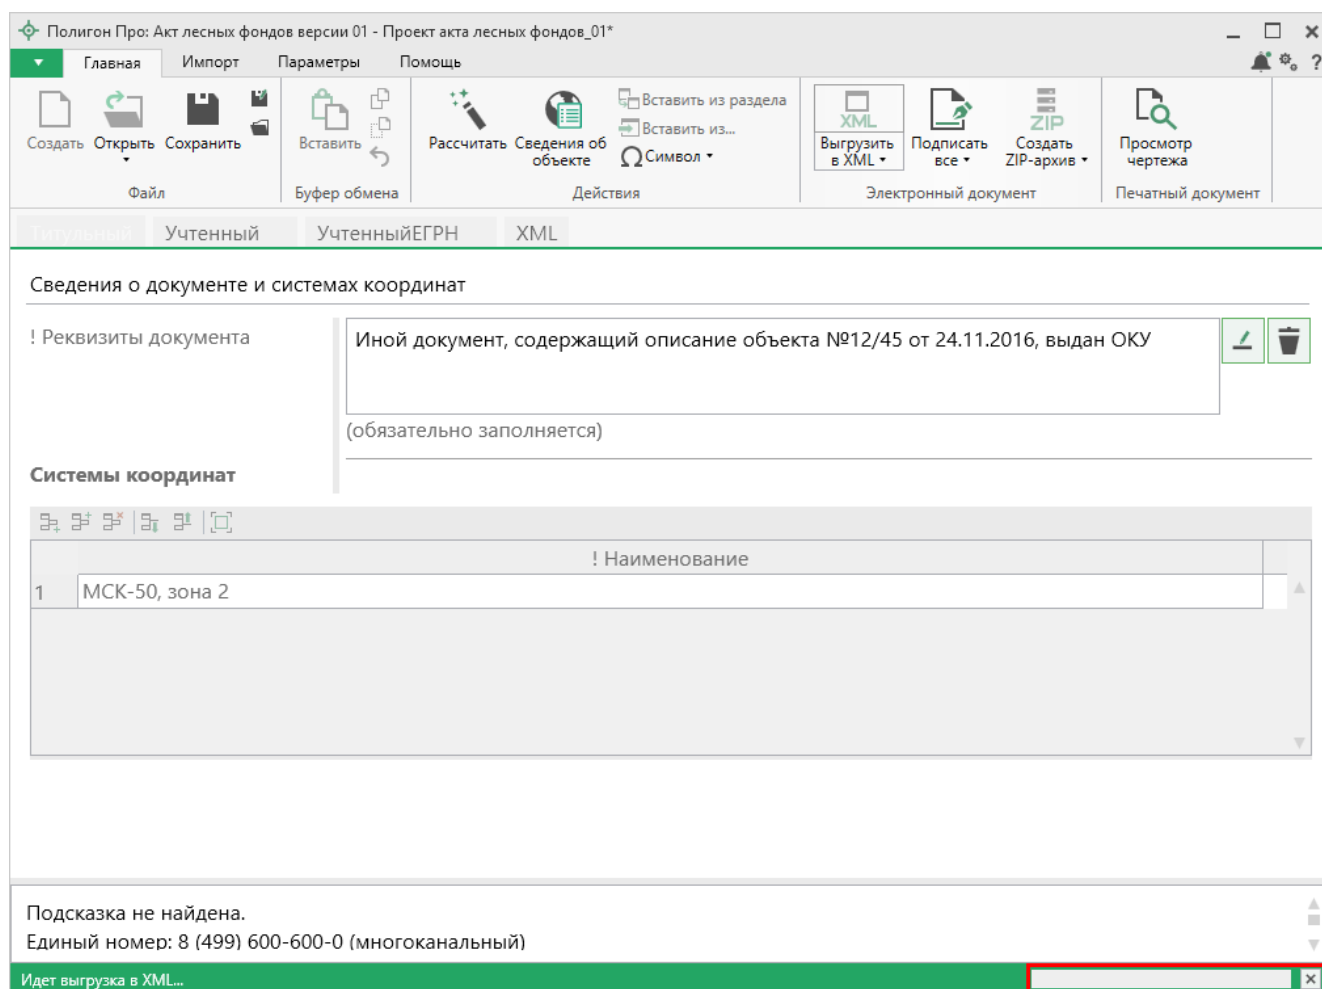 Полигон Про: Акт лесных фондов версии 01 - Проект акта лесных фондов_01*
Главная Импорт Параметры Помощь
Создать Открыть Сохранить
Файл
Вставить
Буфер обмена
Рассчитать Сведения об объекте
Вставить из раздела
Вставить из...
Символ
Действия
XML
Выгрузить в XML
Подписать все
ZIP
Создать ZIP-архив
Электронный документ
Просмотр чертежа
Печатный документ
Титульный Учтенный УчтенныйЕГРН XML
Сведения о документе и системах координат
! Реквизиты документа
Иной документ, содержащий описание объекта №12/45 от 24.11.2016, выдан ОКУ
(обязательно заполняется)
Системы координат
! Наименование
1 МСК-50, зона 2
Подсказка не найдена.
Единый номер: 8 (499) 600-600-0 (многоканальный)
Идет выгрузка в XML...